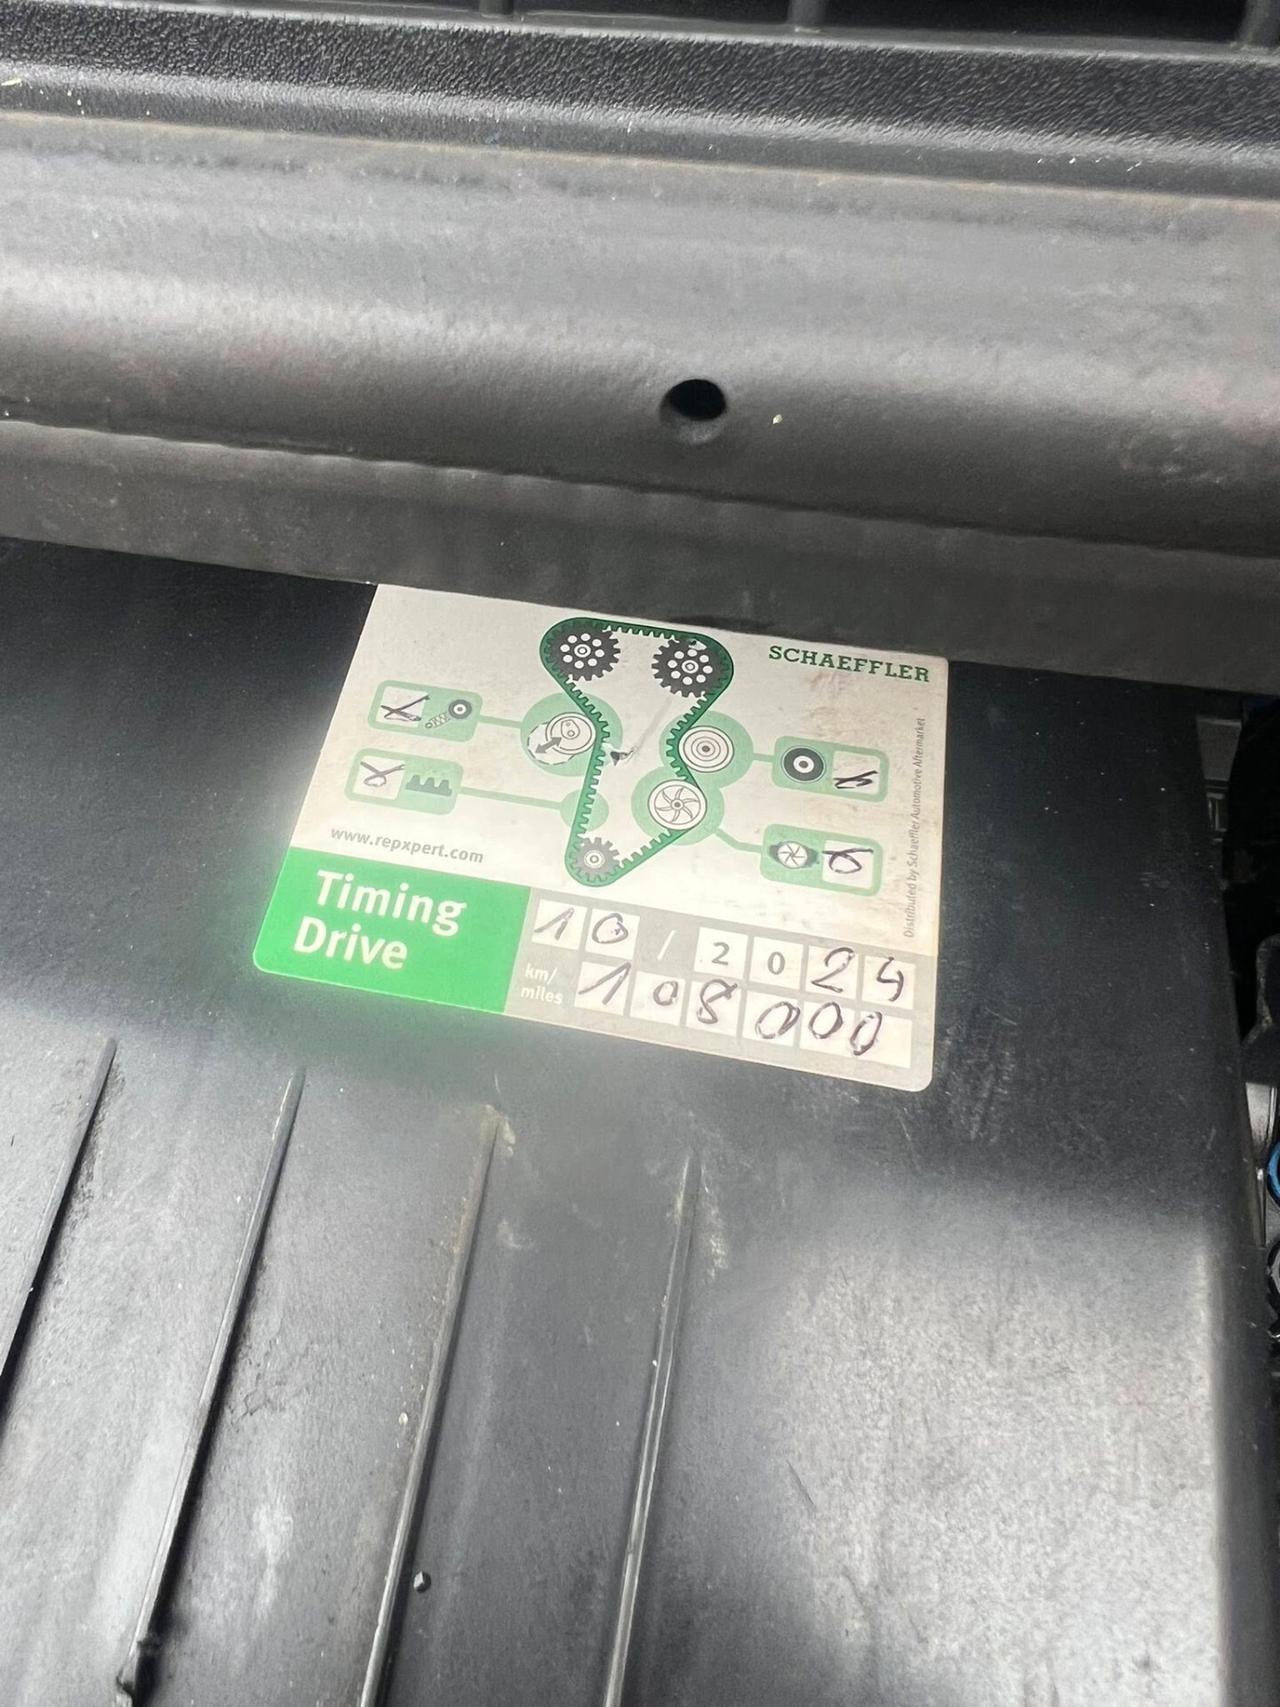 SCHAEFFLER
www.repxpert.com
Distributed by Schaeffler Automotive Aftermarket
Timing
Drive
10 / 2024
km/
miles
108000